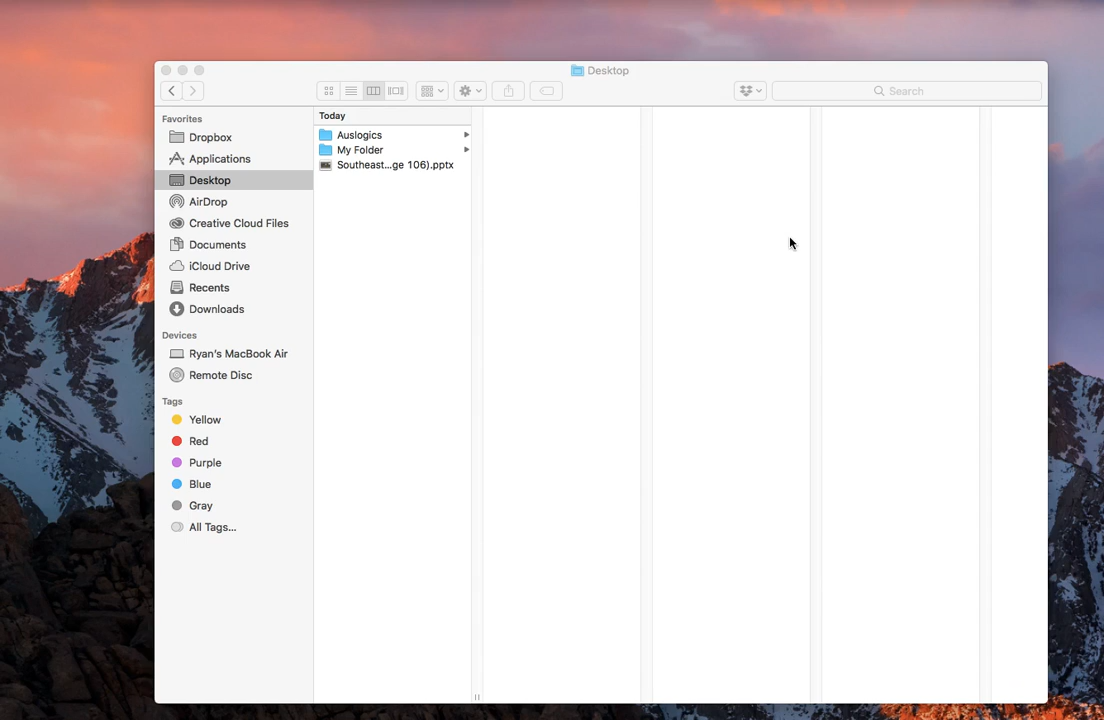 Desktop
Search
Favorites
Dropbox
Applications
Desktop
AirDrop
Creative Cloud Files
Documents
iCloud Drive
Recents
Downloads
Devices
Ryan's MacBook Air
Remote Disc
Tags
Yellow
Red
Purple
Blue
Gray
All Tags...
Today
Auslogics
My Folder
Southeast...ge 106).pptx